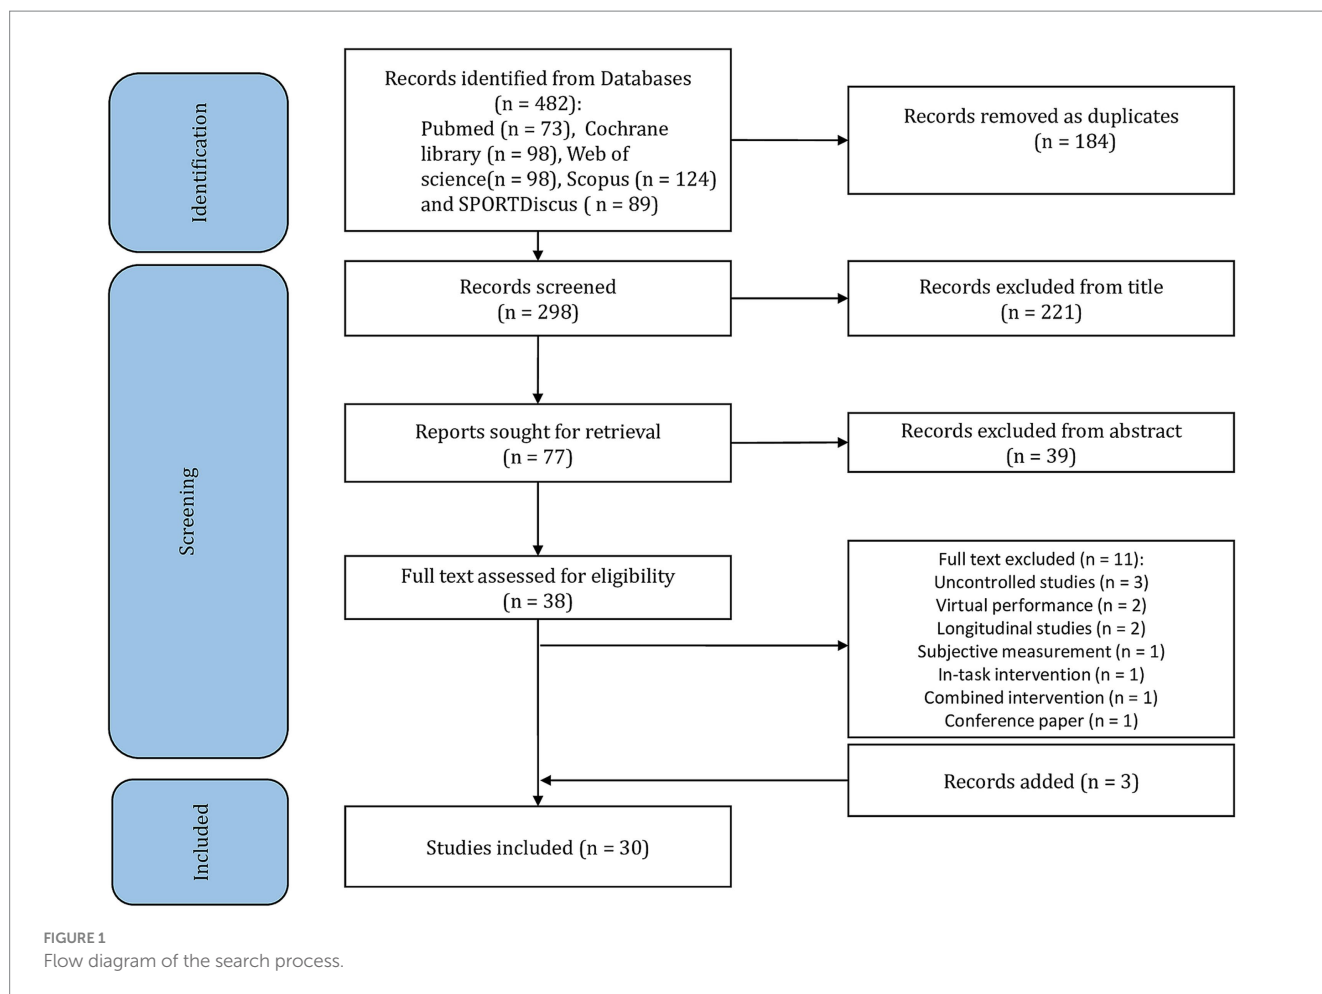 Identification
Records identified from Databases
(n = 482):
Pubmed (n = 73), Cochrane
library (n = 98), Web of
science(n = 98), Scopus (n = 124)
and SPORTDiscus ( n = 89)
Records removed as duplicates
(n = 184)
Screening
Records screened
(n = 298)
Records excluded from title
(n = 221)
Reports sought for retrieval
(n = 77)
Records excluded from abstract
(n = 39)
Full text assessed for eligibility
(n = 38)
Full text excluded (n = 11):
Uncontrolled studies (n = 3)
Virtual performance (n = 2)
Longitudinal studies (n = 2)
Subjective measurement (n = 1)
In-task intervention (n = 1)
Combined intervention (n = 1)
Conference paper (n = 1)
Records added (n = 3)
Included
Studies included (n = 30)
FIGURE 1
Flow diagram of the search process.